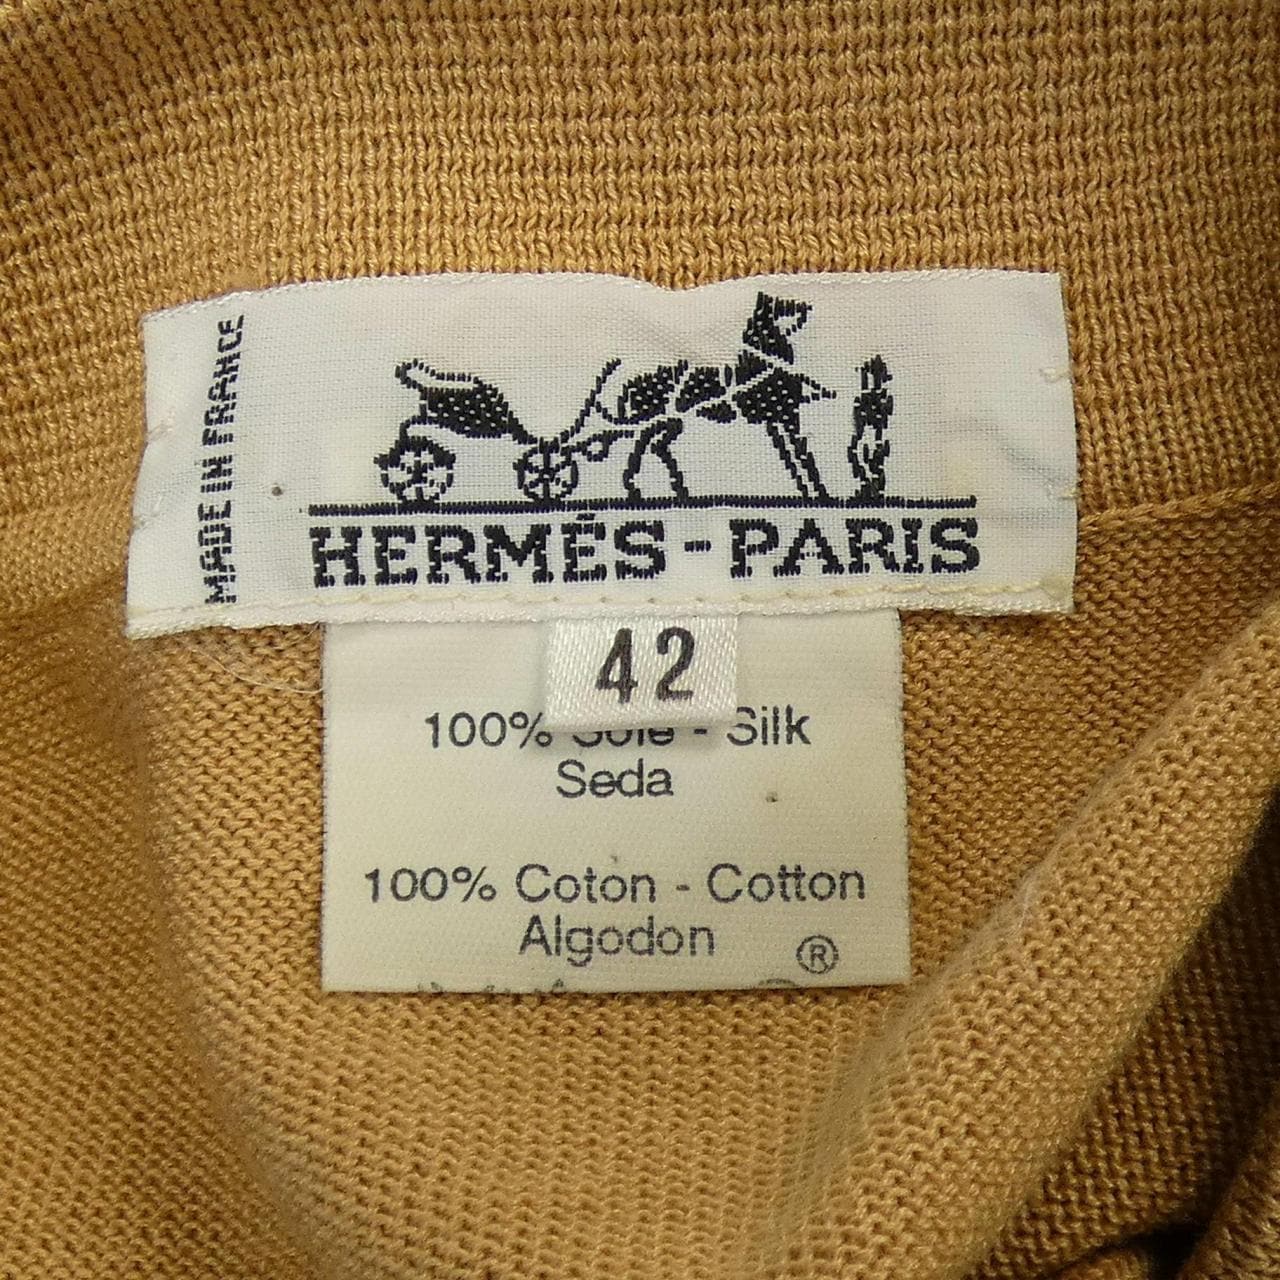 MADE IN FRANCE
HERMÈS-PARIS
42
100% Soie - Silk
Seda
100% Coton - Cotton
Algodon
®